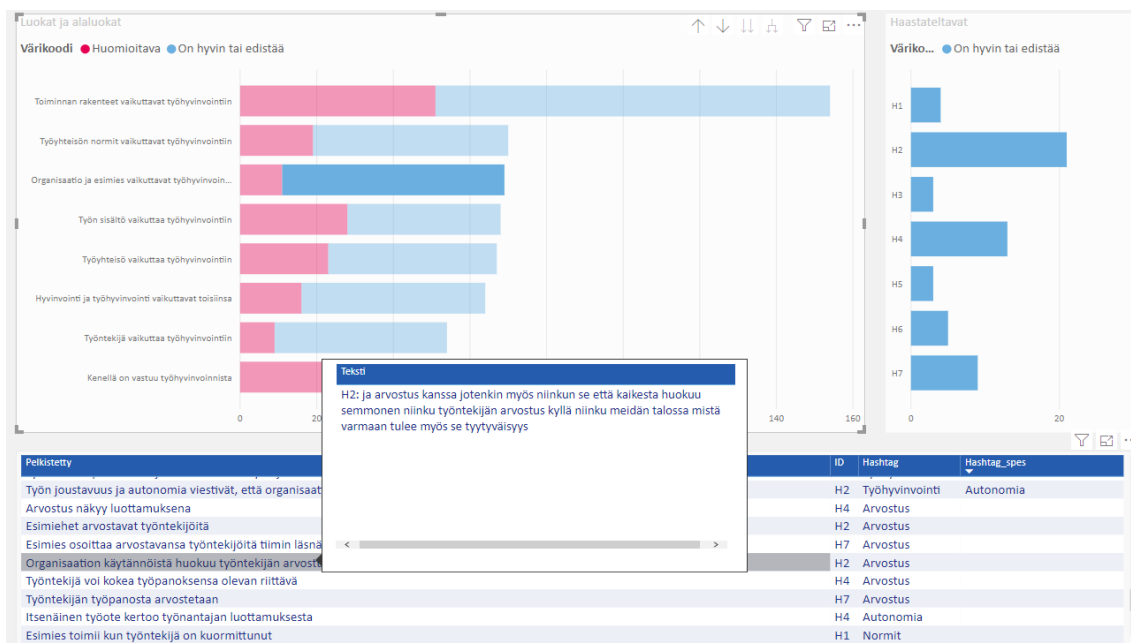 Luokat ja alaluokat
Värikoodi Huomioitava On hyvin tai edistää
Toiminnan rakenteet vaikuttavat työhyvinvointiin
Työyhteisön normit vaikuttavat työhyvinvointiin
Organisaatio ja esimies vaikuttavat työhyvinvoin...
Työn sisältö vaikuttaa työhyvinvointiin
Työyhteisö vaikuttaa työhyvinvointiin
Hyvinvointi ja työhyvinvointi vaikuttavat toisiinsa
Työntekijä vaikuttaa työhyvinvointiin
Kenellä on vastuu työhyvinvoinnista
0 20 140 160
Haastateltavat
Väriko... On hyvin tai edistää
H1
H2
H3
H4
H5
H6
H7
0 20
Teksti
H2: ja arvostus kanssa jotenkin myös niinkun se että kaikesta huokuu
semmonen niinku työntekijän arvostus kyllä niinku meidän talossa mistä
varmaan tulee myös se tyytyväisyys
Pelkistetty ID Hashtag Hashtag_spes
Työn joustavuus ja autonomia viestivät, että organisaat H2 Työhyvinvointi Autonomia
Arvostus näkyy luottamuksena H4 Arvostus
Esimiehet arvostavat työntekijöitä H2 Arvostus
Esimies osoittaa arvostavansa työntekijöitä tiimin läsnä H7 Arvostus
Organisaation käytännöistä huokuu työntekijän arvost H2 Arvostus
Työntekijä voi kokea työpanoksensa olevan riittävä H4 Arvostus
Työntekijän työpanosta arvostetaan H7 Arvostus
Itsenäinen työote kertoo työnantajan luottamuksesta H4 Autonomia
Esimies toimii kun työntekijä on kuormittunut H1 Normit